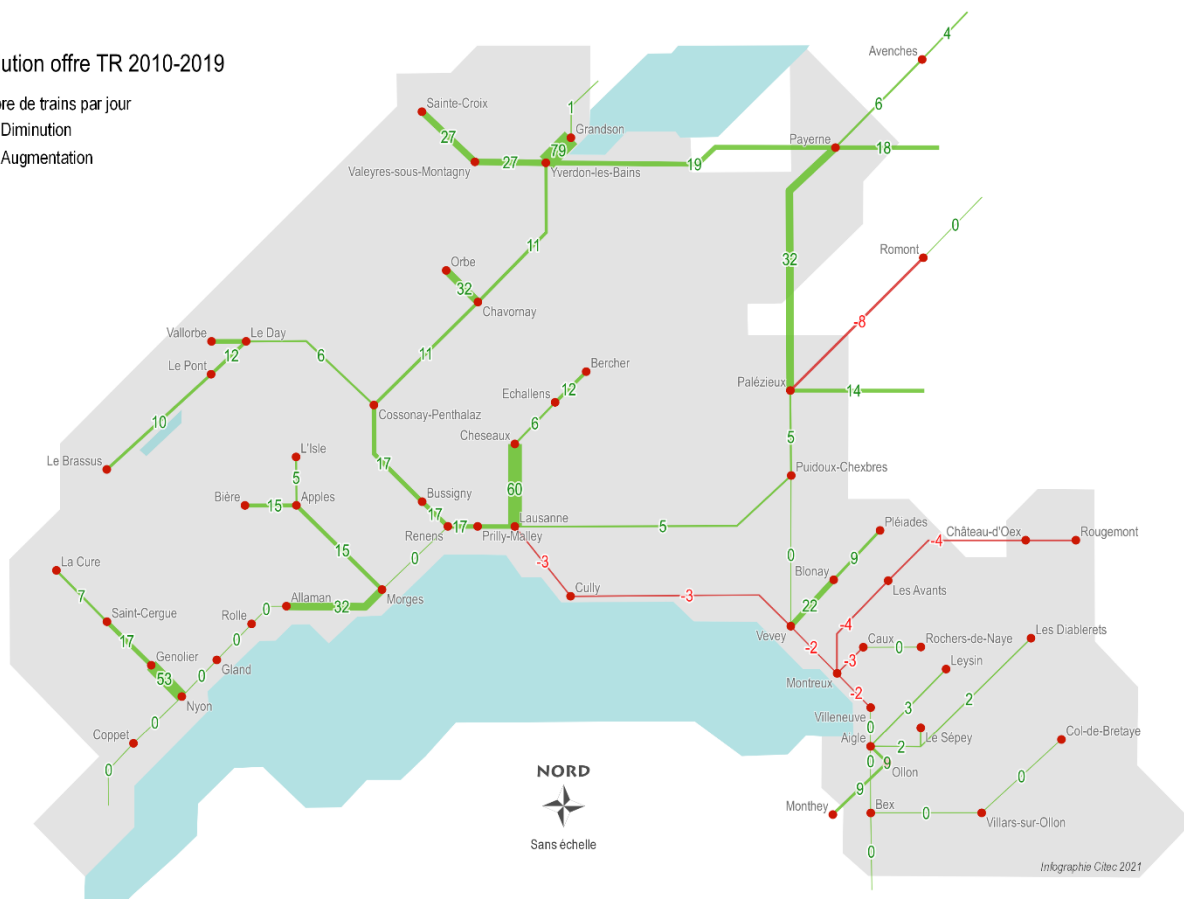 ution offre TR 2010-2019
re de trains par jour
Diminution
Augmentation
4
Avenches
6
Sainte-Croix
1
Grandson
27
79
Payerne
18
Valeyres-sous-Montagny
27
Yverdon-les-Bains
19
Romont
0
11
32
Orbe
32
Chavornay
-8
Vallorbe
Le Day
12
6
11
Le Pont
Bercher
Palézieux
14
Echallens
12
Cossonay-Penthalaz
10
6
Cheseaux
5
Le Brassus
L'Isle
17
Puidoux-Chexbres
5
60
Bière
15
Apples
Bussigny
17
Lausanne
Renens
17
Prilly-Malley
5
Pléiades
Château-d'Oex
Rougemont
-4
15
0
-3
0
9
La Cure
Blonay
Les Avants
7
Cully
-3
22
Allaman
32
Morges
Saint-Cergue
Rolle
0
-4
17
0
Vevey
-2
Caux
0
Rochers-de-Naye
Les Diablerets
Genolier
0
Gland
-3
Leysin
53
Montreux
-2
Nyon
3
2
0
Villeneuve
0
Coppet
Aigle
2
Le Sépey
Col-de-Bretaye
0
0
9
Ollon
0
NORD
9
Monthey
Bex
0
Villars-sur-Ollon
Sans échelle
0
Infographie Citec 2021